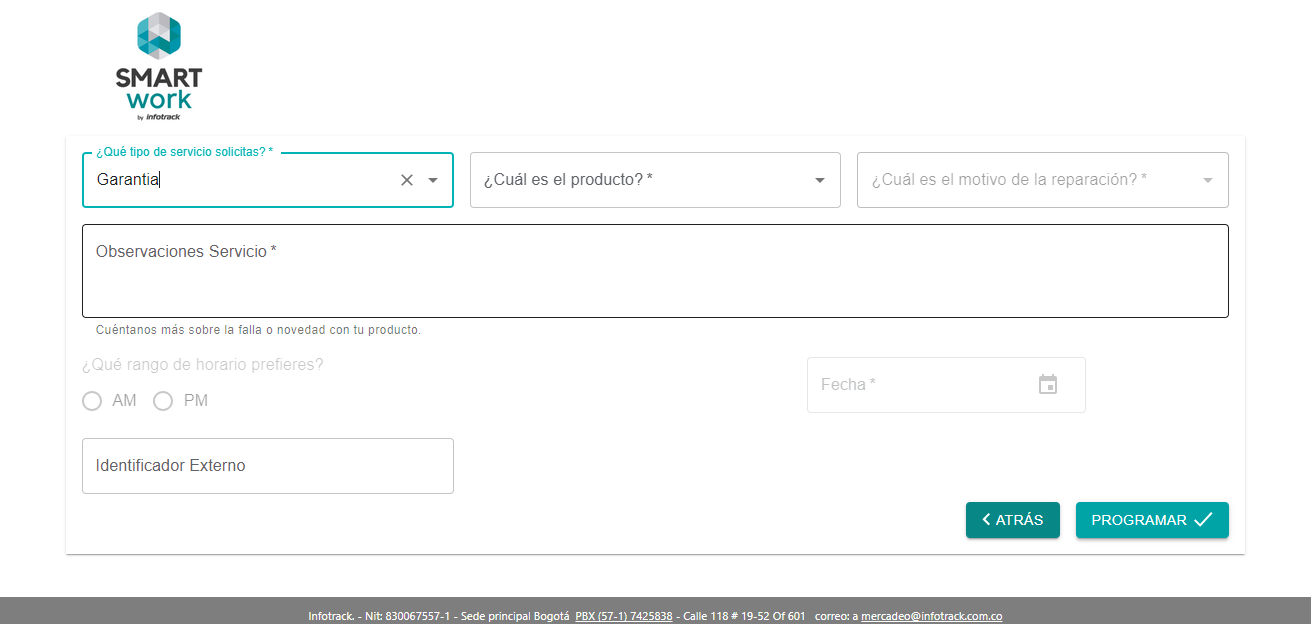 SMART
work
by infotrack
¿Qué tipo de servicio solicitas? *
Garantia
¿Cuál es el producto? *
¿Cuál es el motivo de la reparación? *
Observaciones Servicio *
Cuéntanos más sobre la falla o novedad con tu producto.
¿Qué rango de horario prefieres?
AM PM
Fecha *
Identificador Externo
ATRÁS
PROGRAMAR
Infotrack. - Nit: 830067557-1 - Sede principal Bogotá PBX (57-1) 7425838 - Calle 118 # 19-52 Of 601 correo: a mercadeo@infotrack.com.co